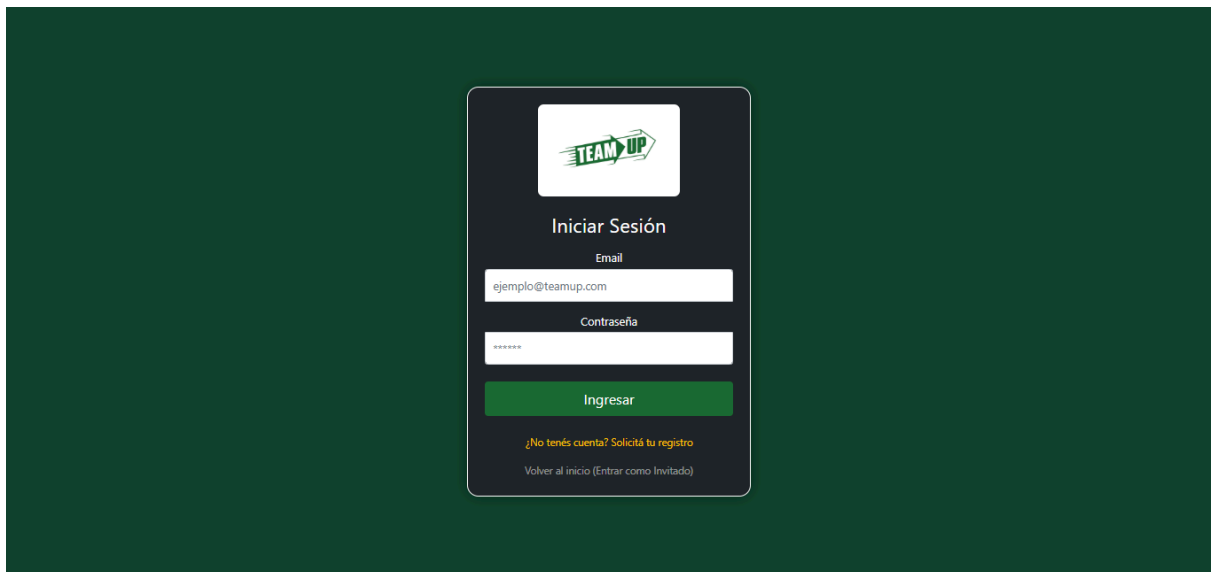 TEAM UP
Iniciar Sesión
Email
ejemplo@teamup.com
Contraseña
******
Ingresar
¿No tenés cuenta? Solicitá tu registro
Volver al inicio (Entrar como Invitado)